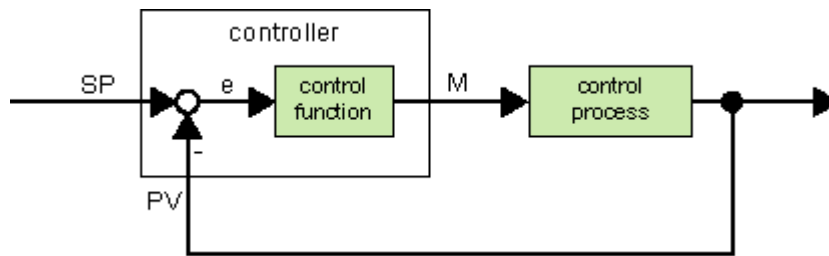 controller
SP
e
control
function
M
control
process
-
PV